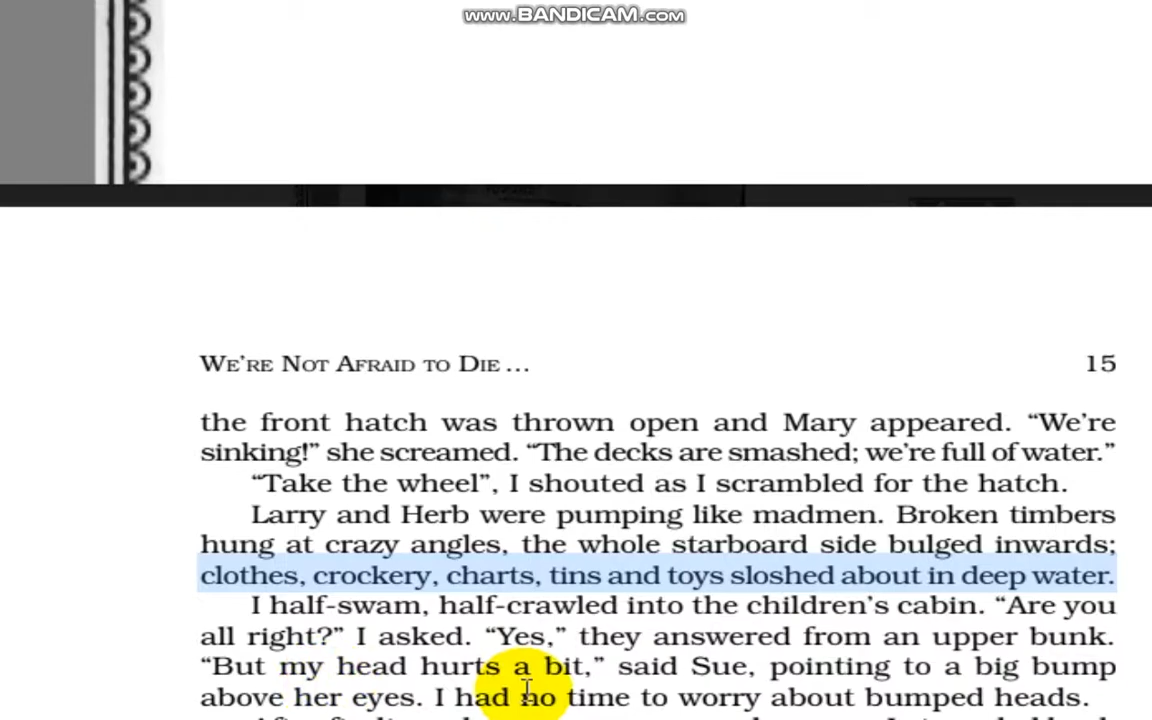 www.BANDICAM.com
WE'RE NOT AFRAID TO DIE ... 15
the front hatch was thrown open and Mary appeared. “We're
sinking!” she screamed. “The decks are smashed; we're full of water.”
“Take the wheel”, I shouted as I scrambled for the hatch.
Larry and Herb were pumping like madmen. Broken timbers
hung at crazy angles, the whole starboard side bulged inwards;
clothes, crockery, charts, tins and toys sloshed about in deep water.
I half-swam, half-crawled into the children's cabin. “Are you
all right?” I asked. “Yes,” they answered from an upper bunk.
“But my head hurts a bit,” said Sue, pointing to a big bump
above her eyes. I had no time to worry about bumped heads.